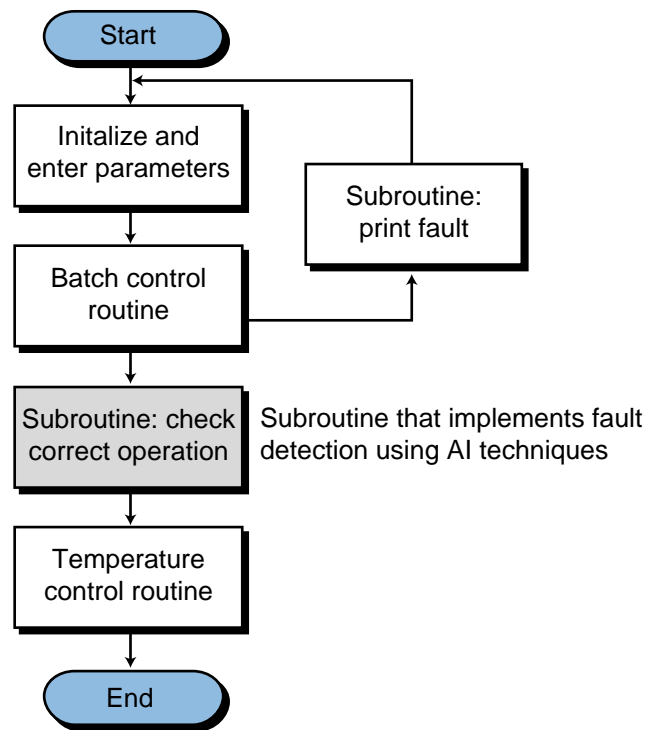 Start
Initalize and
enter parameters
Subroutine:
print fault
Batch control
routine
Subroutine: check
correct operation
Subroutine that implements fault
detection using AI techniques
Temperature
control routine
End